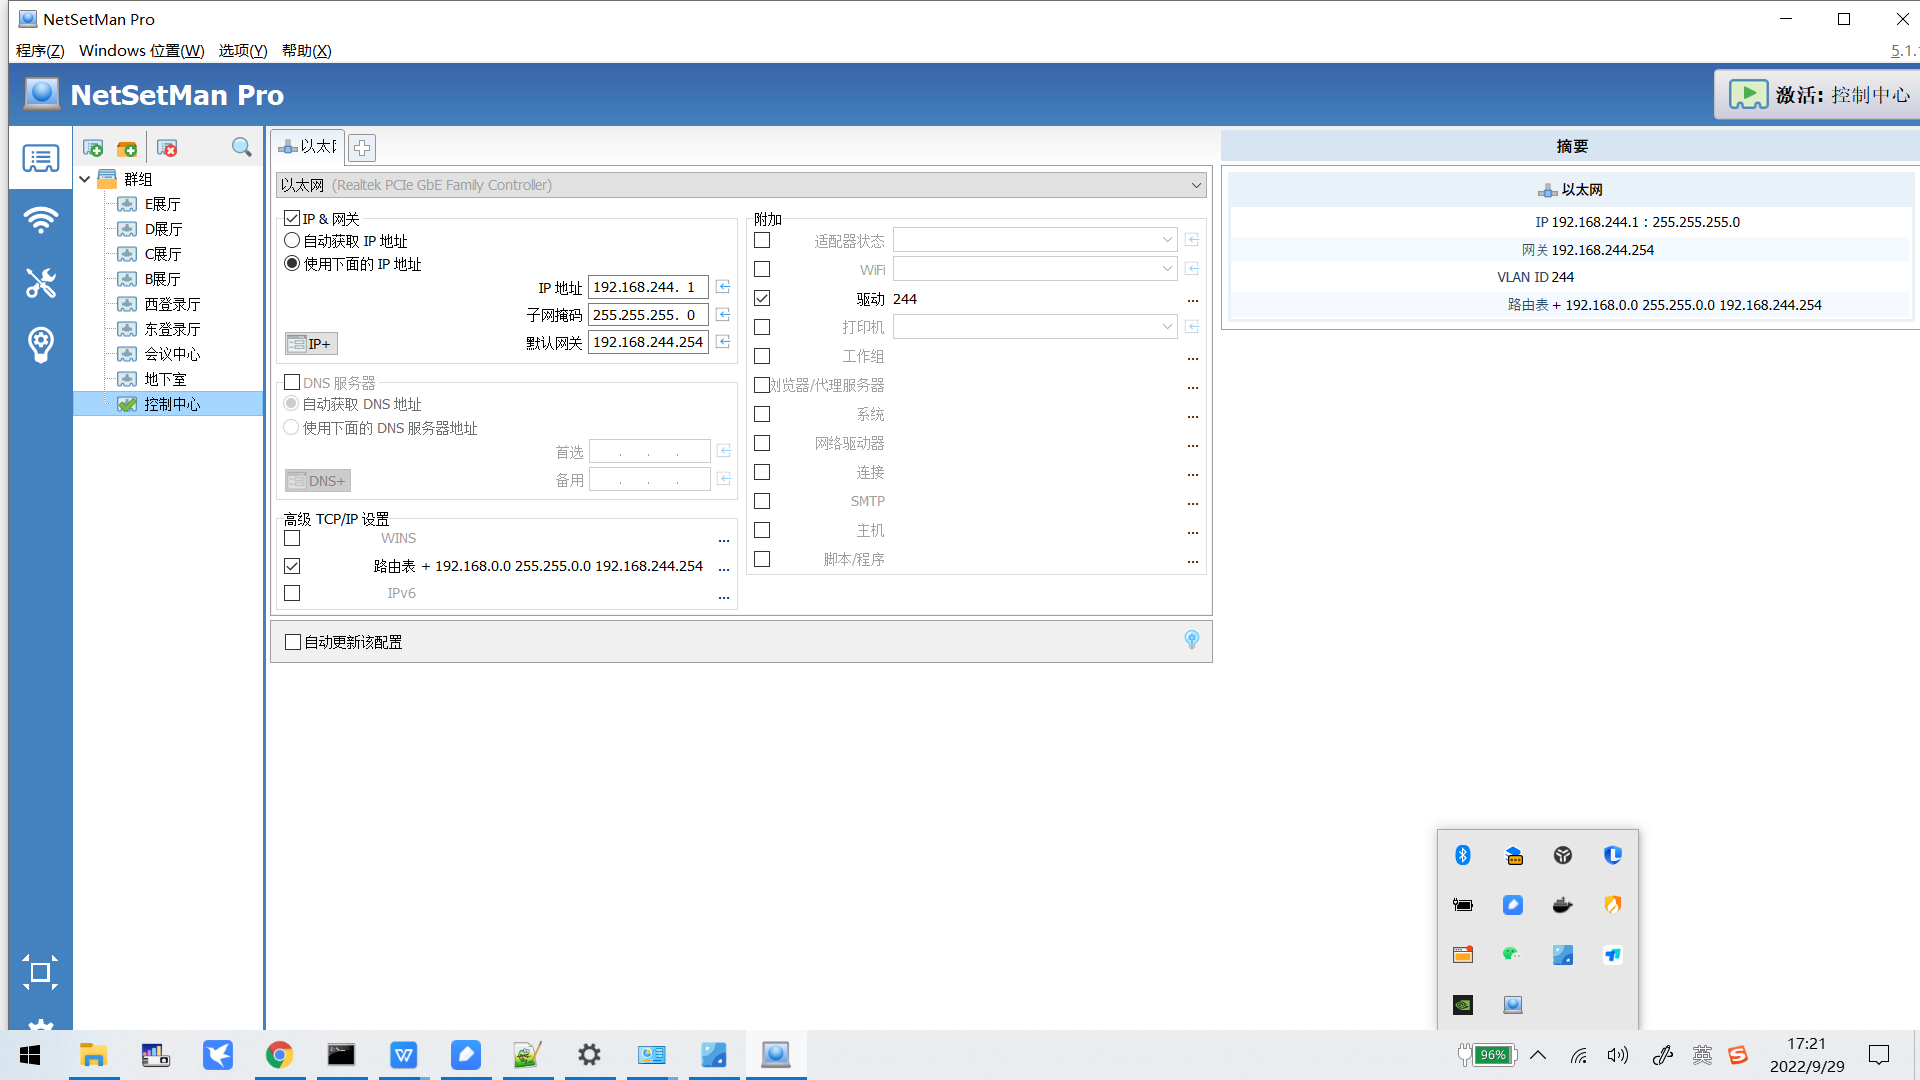 NetSetMan Pro
程序(Z) Windows 位置(W) 选项(Y) 帮助(X)
5.1.
NetSetMan Pro
激活: 控制中心
群组
E展厅
D展厅
C展厅
B展厅
西登录厅
东登录厅
会议中心
地下室
控制中心
以太
以太网 (Realtek PCIe GbE Family Controller)
IP & 网关
自动获取 IP 地址
使用下面的 IP 地址
IP 地址 192.168.244. 1
子网掩码 255.255.255. 0
IP+
默认网关 192.168.244.254
DNS 服务器
自动获取 DNS 地址
使用下面的 DNS 服务器地址
首选 . . .
DNS+
备用 . . .
高级 TCP/IP 设置
WINS ...
路由表 + 192.168.0.0 255.255.0.0 192.168.244.254 ...
IPv6 ...
附加
适配器状态
WiFi
驱动 244 ...
打印机
工作组 ...
浏览器/代理服务器 ...
系统 ...
网络驱动器 ...
连接 ...
SMTP ...
主机 ...
脚本/程序 ...
自动更新该配置
摘要
以太网
IP 192.168.244.1 : 255.255.255.0
网关 192.168.244.254
VLAN ID 244
路由表 + 192.168.0.0 255.255.0.0 192.168.244.254
96%
英
17:21
2022/9/29